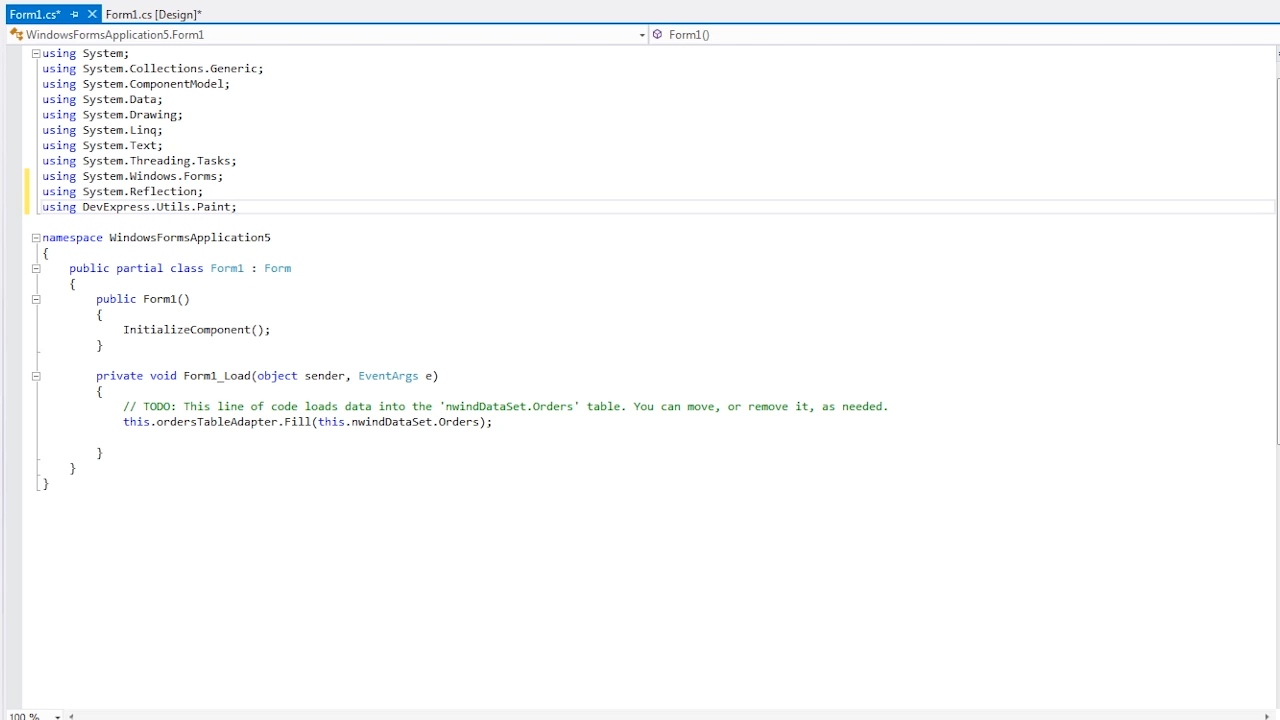 Form1.cs* Form1.cs [Design]*
WindowsFormsApplication5.Form1 Form1()
using System;
using System.Collections.Generic;
using System.ComponentModel;
using System.Data;
using System.Drawing;
using System.Linq;
using System.Text;
using System.Threading.Tasks;
using System.Windows.Forms;
using System.Reflection;
using DevExpress.Utils.Paint;
namespace WindowsFormsApplication5
{
public partial class Form1 : Form
{
public Form1()
{
InitializeComponent();
}
private void Form1_Load(object sender, EventArgs e)
{
// TODO: This line of code loads data into the 'nwindDataSet.Orders' table. You can move, or remove it, as needed.
this.ordersTableAdapter.Fill(this.nwindDataSet.Orders);
}
}
}
100 %